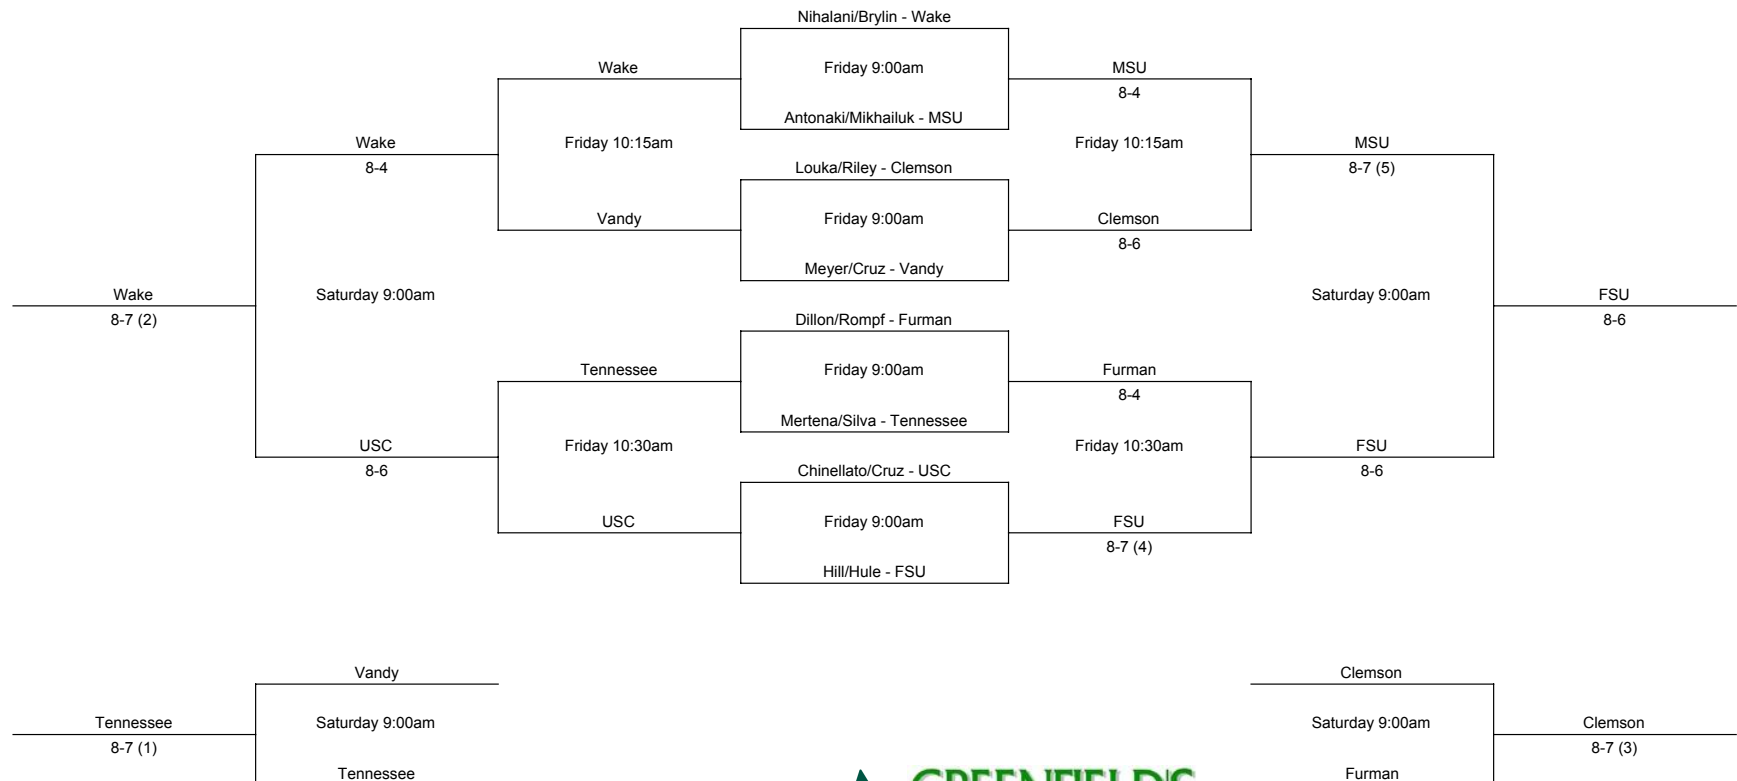 Nihalani/Brylin - Wake
Wake
Friday 9:00am
MSU
8-4
Antonaki/Mikhailuk - MSU
Wake
Friday 10:15am
Friday 10:15am
MSU
8-4
Louka/Riley - Clemson
8-7 (5)
Vandy
Friday 9:00am
Clemson
8-6
Meyer/Cruz - Vandy
Wake
Saturday 9:00am
Saturday 9:00am
FSU
8-7 (2)
Dillon/Rompf - Furman
8-6
Tennessee
Friday 9:00am
Furman
8-4
Mertena/Silva - Tennessee
USC
Friday 10:30am
Friday 10:30am
FSU
8-6
Chinellato/Cruz - USC
8-6
USC
Friday 9:00am
FSU
8-7 (4)
Hill/Hule - FSU
Vandy
Clemson
Tennessee
Saturday 9:00am
Saturday 9:00am
Clemson
8-7 (1)
8-7 (3)
Tennessee
GREENFIELD'S
Furman